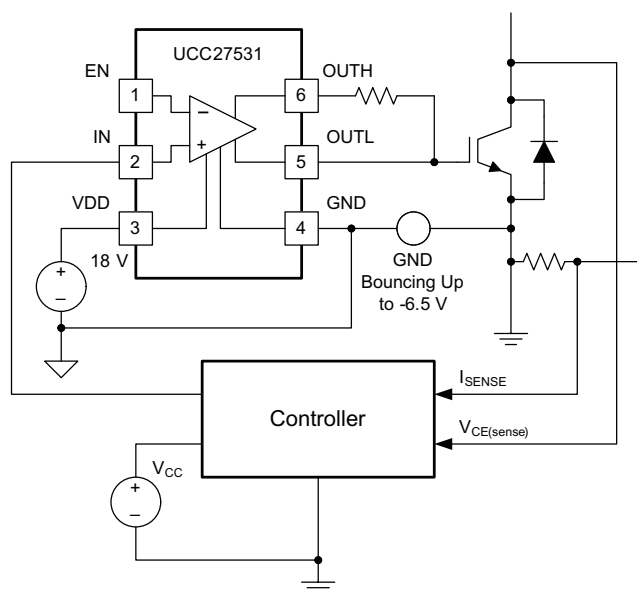 UCC27531
EN
1
OUTH
6
–
+
IN
2
OUTL
5
VDD
3
GND
4
18 V
+
–
GND
Bouncing Up
to -6.5 V
Controller
ISENSE
VCE(sense)
VCC
+
–